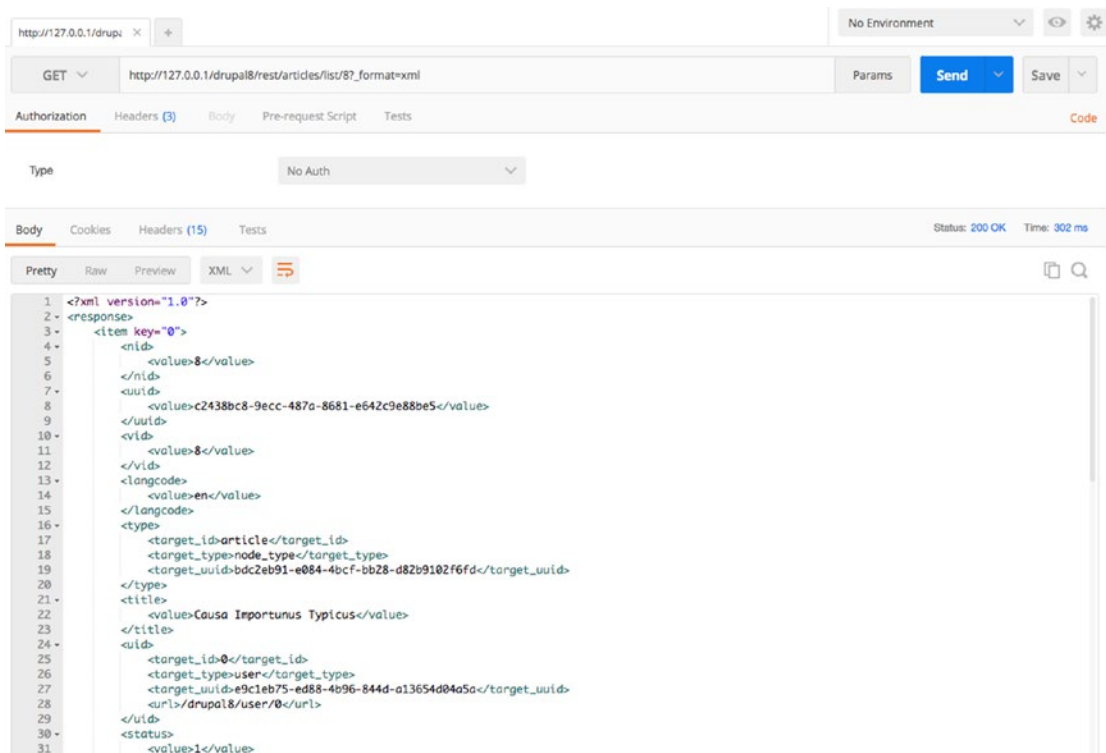 http://127.0.0.1/drupa × + No Environment
GET http://127.0.0.1/drupal8/rest/articles/list/8?_format=xml Params Send Save
Authorization Headers (3) Body Pre-request Script Tests Code
Type No Auth
Body Cookies Headers (15) Tests Status: 200 OK Time: 302 ms
Pretty Raw Preview XML
1 <?xml version="1.0"?>
2 <response>
3 <item key="0">
4 <nid>
5 <value>8</value>
6 </nid>
7 <uuid>
8 <value>c2438bc8-9ecc-487a-8681-e642c9e88be5</value>
9 </uuid>
10 <vid>
11 <value>8</value>
12 </vid>
13 <langcode>
14 <value>en</value>
15 </langcode>
16 <type>
17 <target_id>article</target_id>
18 <target_type>node_type</target_type>
19 <target_uuid>bdc2eb91-e084-4bcf-bb28-d82b9102f6fd</target_uuid>
20 </type>
21 <title>
22 <value>Causa Importunus Typicus</value>
23 </title>
24 <uid>
25 <target_id>0</target_id>
26 <target_type>user</target_type>
27 <target_uuid>e9c1eb75-ed88-4b96-844d-a13654d04a5a</target_uuid>
28 <url>/drupal8/user/0</url>
29 </uid>
30 <status>
31 <value>1</value>